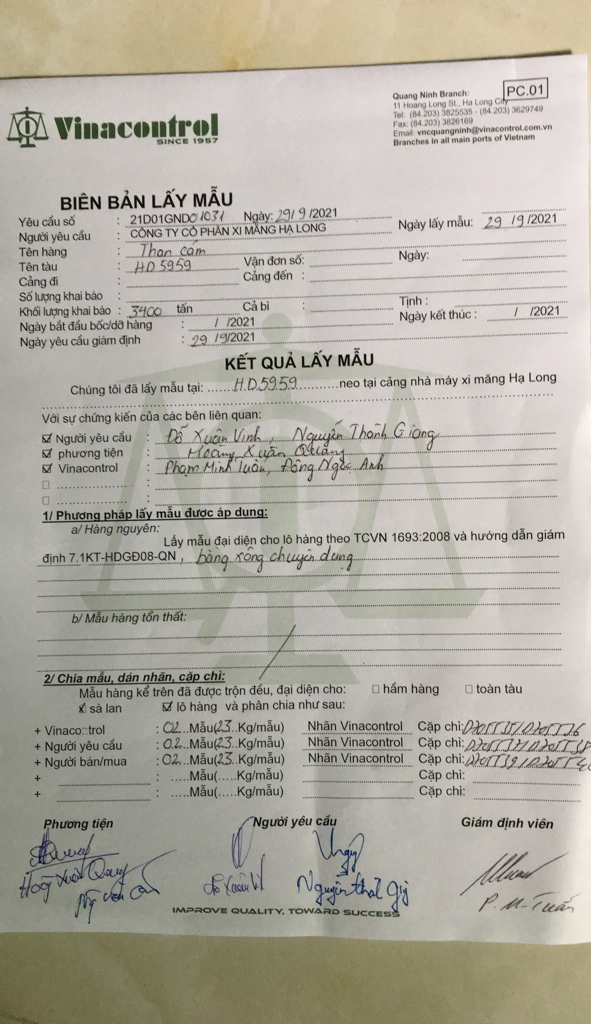 Quang Ninh Branch: PC.01
11 Hoang Long St., Ha Long City
Tel: (84.203) 3825535 - (84.203) 3629749
Fax: (84.203) 3826169
Email: vncquangninh@vinacontrol.com.vn
Branches in all main ports of Vietnam
Vinacontrol
SINCE 1957
BIÊN BẢN LẤY MẪU
Yêu cầu số : 21D01GND01031 Ngày: 29/9/2021 Ngày lấy mẫu: 29/9/2021
Người yêu cầu : CÔNG TY CỔ PHẦN XI MĂNG HẠ LONG
Tên hàng : Than cám
Tên tàu : HD 5959 Vận đơn số: Ngày:
Cảng đi : Cảng đến :
Số lượng khai báo :
Khối lượng khai báo : 3400 tấn Cả bì : Tịnh :
Ngày bắt đầu bốc/dỡ hàng : / /2021 Ngày kết thúc : / /2021
Ngày yêu cầu giám định : 29/9/2021
KẾT QUẢ LẤY MẪU
Chúng tôi đã lấy mẫu tại: ......H.D.5959............neo tại cảng nhà máy xi măng Hạ Long
Với sự chứng kiến của các bên liên quan:
☑ Người yêu cầu : Đỗ Xuân Vinh, Nguyễn Thành Giang
☑ phương tiện : Hoàng Xuân Quang
☑ Vinacontrol : Phạm Minh Tuân, Đồng Ngọc Anh
☐ .................. :
☐ .................. :
1/ Phương pháp lấy mẫu được áp dụng:
a/ Hàng nguyên:
Lấy mẫu đại diện cho lô hàng theo TCVN 1693:2008 và hướng dẫn giám
định 7.1KT-HDGĐ08-QN, bằng xông chuyên dụng
b/ Mẫu hàng tổn thất:
2/ Chia mẫu, dán nhãn, cặp chì:
Mẫu hàng kể trên đã được trộn đều, đại diện cho: ☐ hầm hàng ☐ toàn tàu
☑ sà lan ☑ lô hàng và phân chia như sau:
+ Vinacontrol : 02...Mẫu(23..Kg/mẫu) Nhãn Vinacontrol Cặp chì:
+ Người yêu cầu : 02...Mẫu(23..Kg/mẫu) Nhãn Vinacontrol Cặp chì:
+ Người bán/mua : 02...Mẫu(23..Kg/mẫu) Nhãn Vinacontrol Cặp chì:
+ : .....Mẫu(.....Kg/mẫu) Cặp chì:
+ : .....Mẫu(.....Kg/mẫu) Cặp chì:
Phương tiện Người yêu cầu Giám định viên
P. M. Tuấn
IMPROVE QUALITY, TOWARD SUCCESS